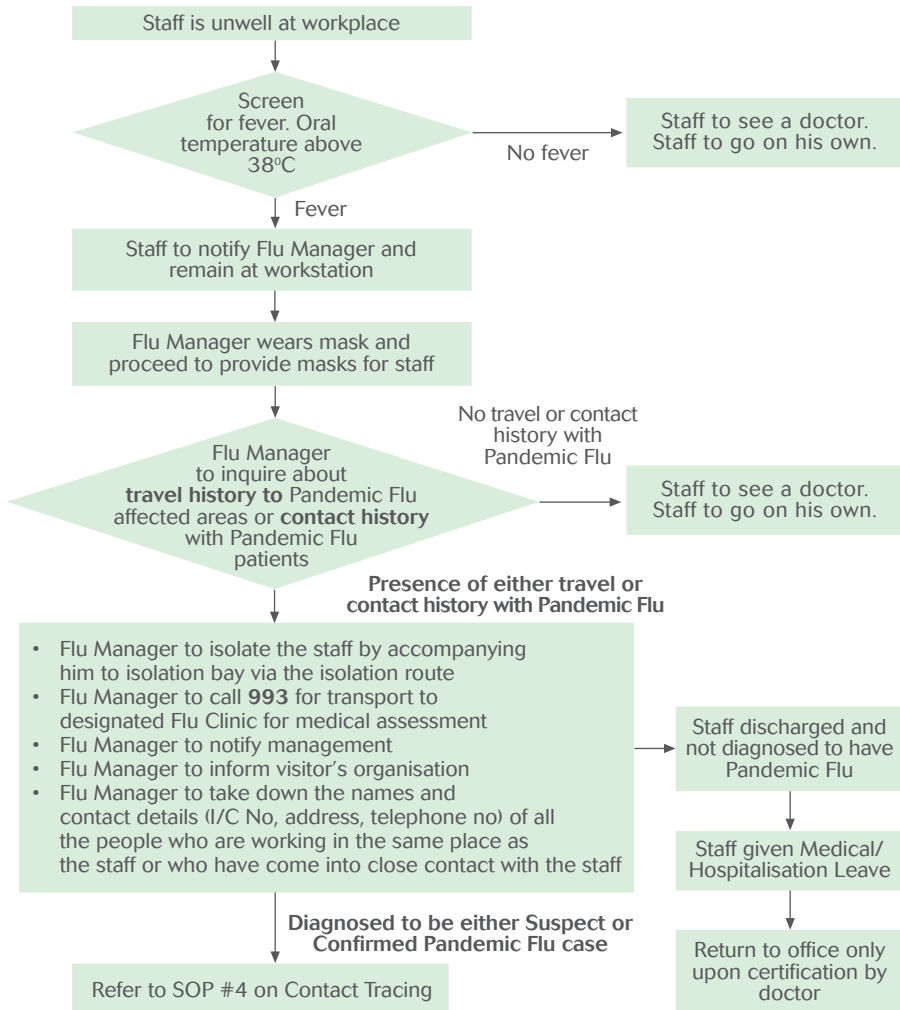 Staff is unwell at workplace
Screen
for fever. Oral
temperature above
38ºC
No fever
Staff to see a doctor.
Staff to go on his own.
Fever
Staff to notify Flu Manager and
remain at workstation
Flu Manager wears mask and
proceed to provide masks for staff
Flu Manager
to inquire about
travel history to Pandemic Flu
affected areas or contact history
with Pandemic Flu
patients
No travel or contact
history with
Pandemic Flu
Staff to see a doctor.
Staff to go on his own.
Presence of either travel or
contact history with Pandemic Flu
• Flu Manager to isolate the staff by accompanying
him to isolation bay via the isolation route
• Flu Manager to call 993 for transport to
designated Flu Clinic for medical assessment
• Flu Manager to notify management
• Flu Manager to inform visitor's organisation
• Flu Manager to take down the names and
contact details (I/C No, address, telephone no) of all
the people who are working in the same place as
the staff or who have come into close contact with the staff
Staff discharged and
not diagnosed to have
Pandemic Flu
Staff given Medical/
Hospitalisation Leave
Return to office only
upon certification by
doctor
Diagnosed to be either Suspect or
Confirmed Pandemic Flu case
Refer to SOP #4 on Contact Tracing